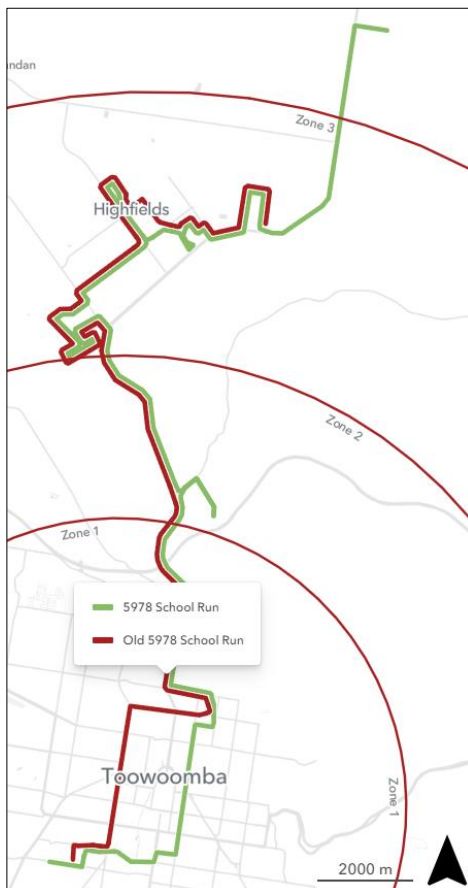 ndan
Zone 3
Highfields
Zone 2
Zone 1
5978 School Run
Old 5978 School Run
Toowoomba
Zone 1
2000 m